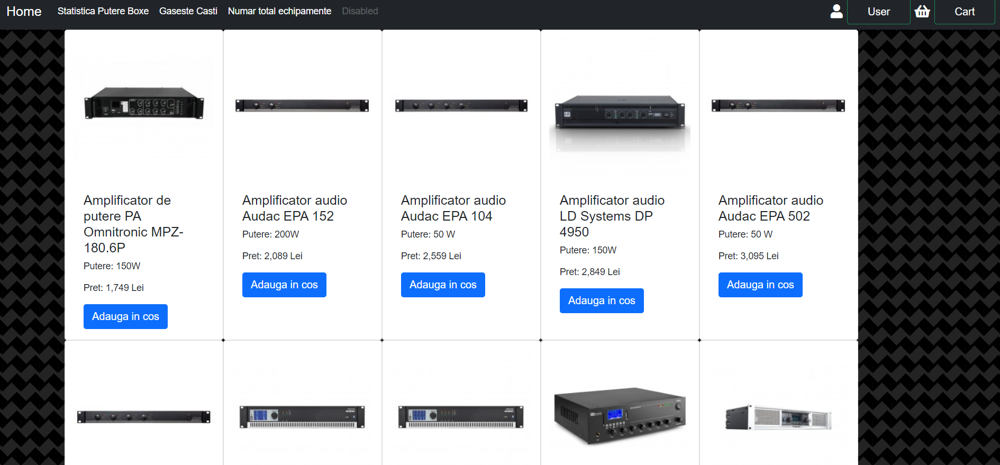 Home Statistica Putere Boxe Gaseste Casti Numar total echipamente Disabled User Cart
LD
Amplificator de
putere PA
Omnitronic MPZ-
180.6P
Putere: 150W
Pret: 1,749 Lei
Adauga in cos
Amplificator audio
Audac EPA 152
Putere: 200W
Pret: 2,089 Lei
Adauga in cos
Amplificator audio
Audac EPA 104
Putere: 50 W
Pret: 2,559 Lei
Adauga in cos
Amplificator audio
LD Systems DP
4950
Putere: 150W
Pret: 2,849 Lei
Adauga in cos
Amplificator audio
Audac EPA 502
Putere: 50 W
Pret: 3,095 Lei
Adauga in cos
AUDAC
AUDAC